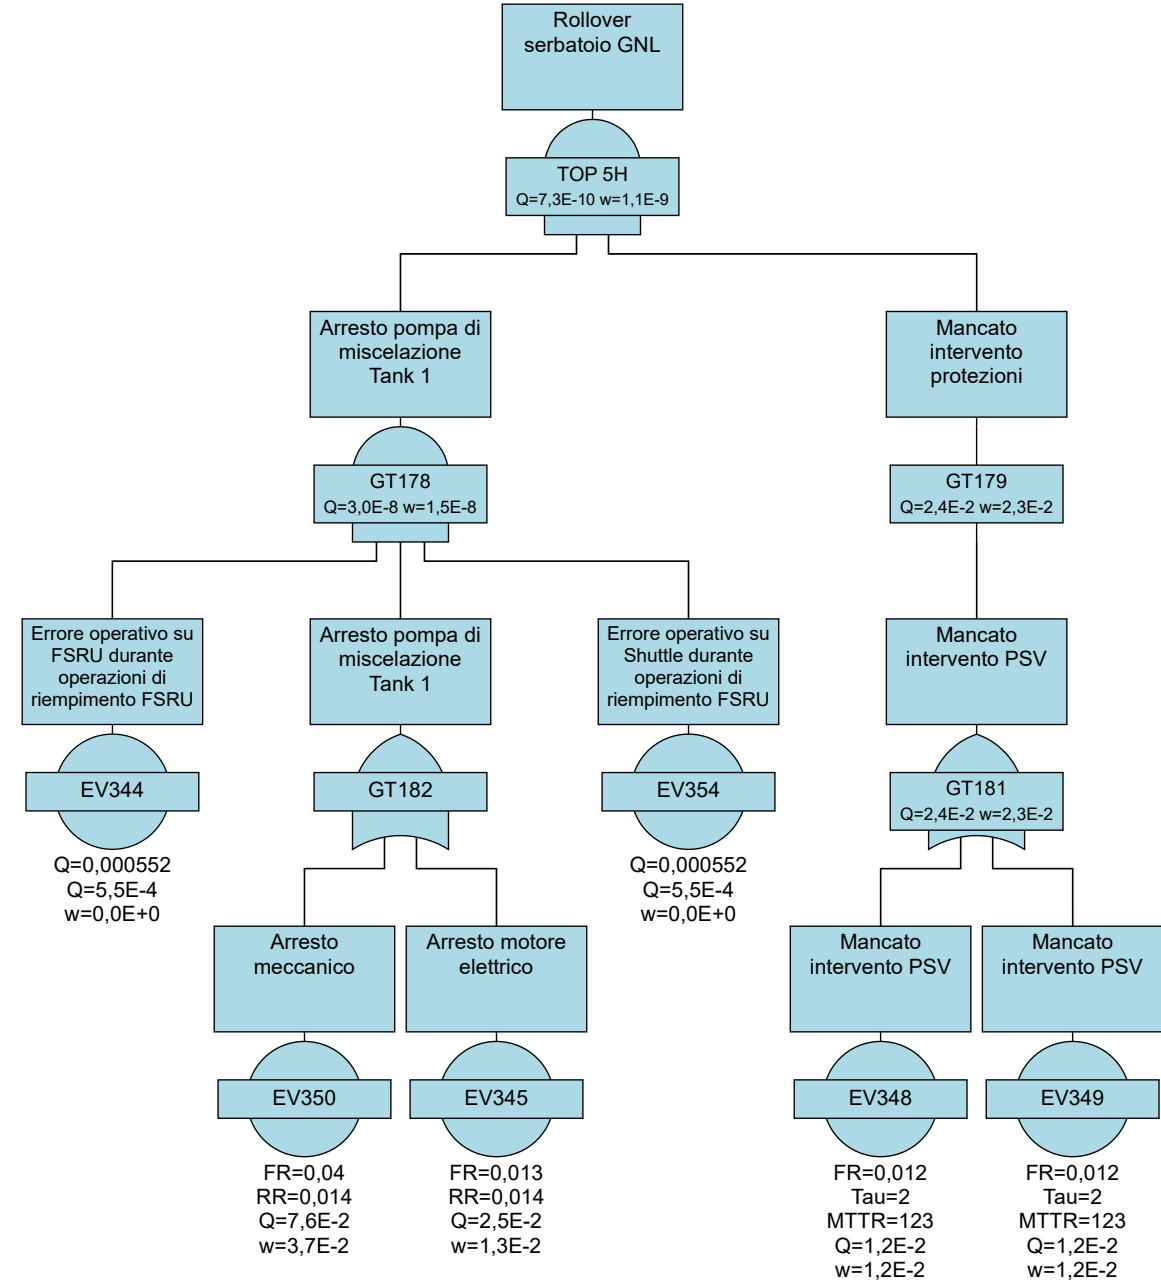 Rollover
serbatoio GNL
TOP 5H
Q=7,3E-10 w=1,1E-9
Arresto pompa di
miscelazione
Tank 1
Mancato
intervento
protezioni
GT178
Q=3,0E-8 w=1,5E-8
GT179
Q=2,4E-2 w=2,3E-2
Errore operativo su
FSRU durante
operazioni di
riempimento FSRU
Arresto pompa di
miscelazione
Tank 1
Errore operativo su
Shuttle durante
operazioni di
riempimento FSRU
Mancato
intervento PSV
EV344
Q=0,000552
Q=5,5E-4
w=0,0E+0
GT182
EV354
Q=0,000552
Q=5,5E-4
w=0,0E+0
GT181
Q=2,4E-2 w=2,3E-2
Arresto
meccanico
Arresto motore
elettrico
Mancato
intervento PSV
Mancato
intervento PSV
EV350
FR=0,04
RR=0,014
Q=7,6E-2
w=3,7E-2
EV345
FR=0,013
RR=0,014
Q=2,5E-2
w=1,3E-2
EV348
FR=0,012
Tau=2
MTTR=123
Q=1,2E-2
w=1,2E-2
EV349
FR=0,012
Tau=2
MTTR=123
Q=1,2E-2
w=1,2E-2